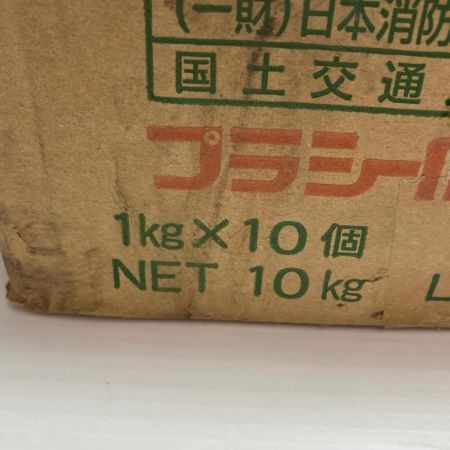 (一財)日本消防
国土交通
プラシー
1kg×10個
NET 10kg L